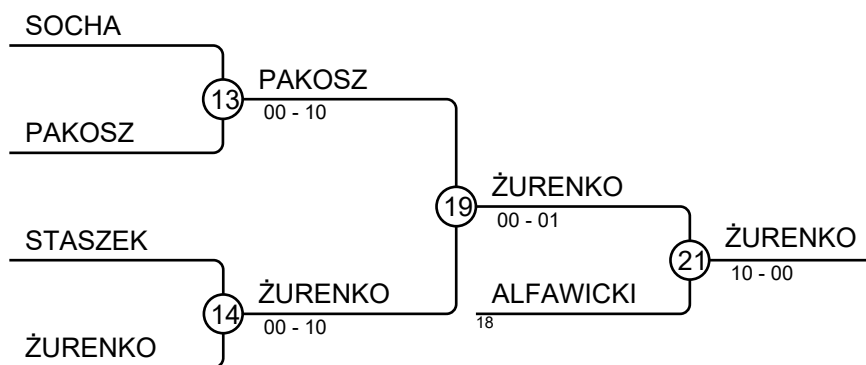 SOCHA
PAKOSZ
13
00 - 10
PAKOSZ
ŻURENKO
19
00 - 01
STASZEK
ŻURENKO
21
10 - 00
ŻURENKO
14
00 - 10
ALFAWICKI
18
ŻURENKO